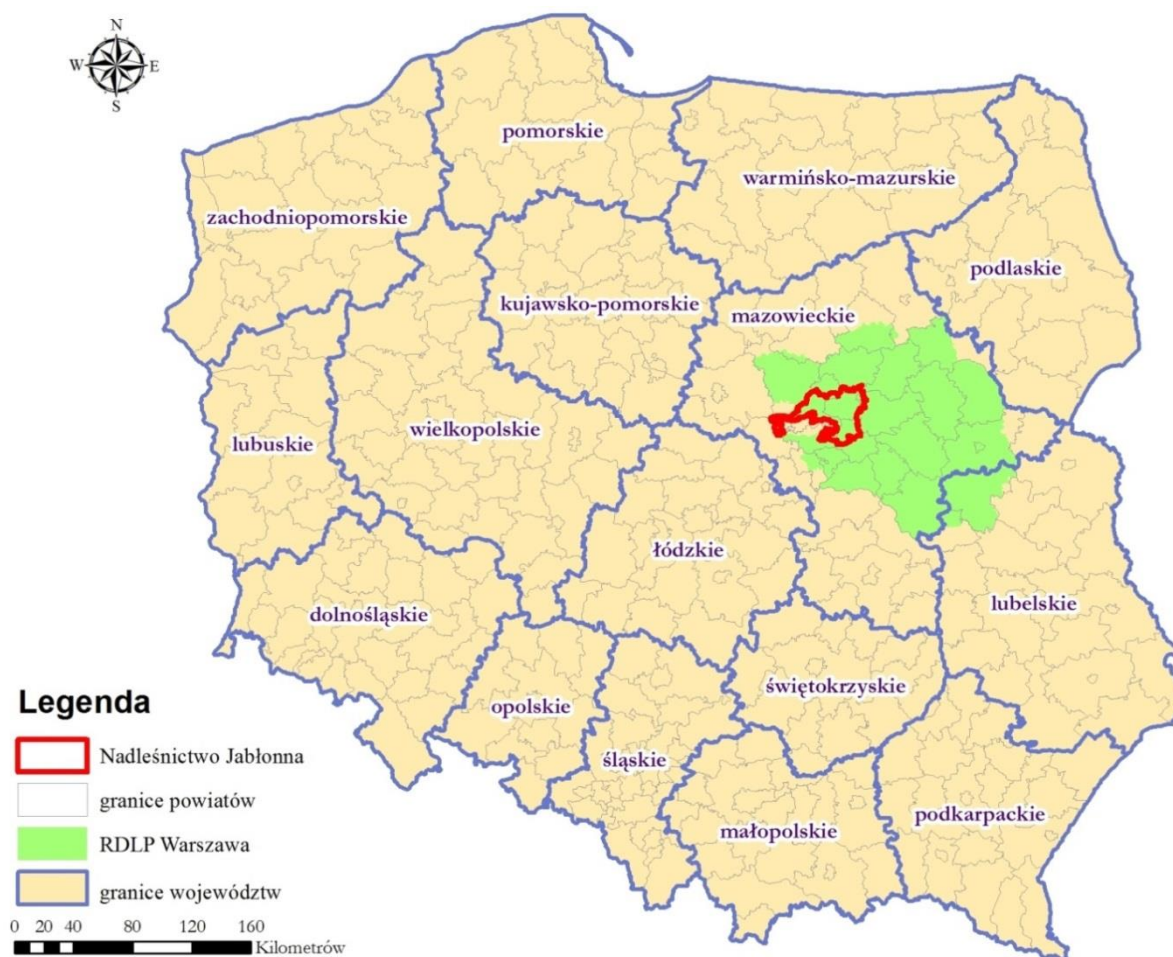 N
W E
S
pomorskie
warmińsko-mazurskie
zachodniopomorskie
podlaskie
kujawsko-pomorskie
mazowieckie
lubuskie
wielkopolskie
łódzkie
dolnośląskie
lubelskie
świętokrzyskie
opolskie
śląskie
małopolskie
podkarpackie
Legenda
Nadleśnictwo Jabłonna
granice powiatów
RDLP Warszawa
granice województw
0 20 40 80 120 160
Kilometrów